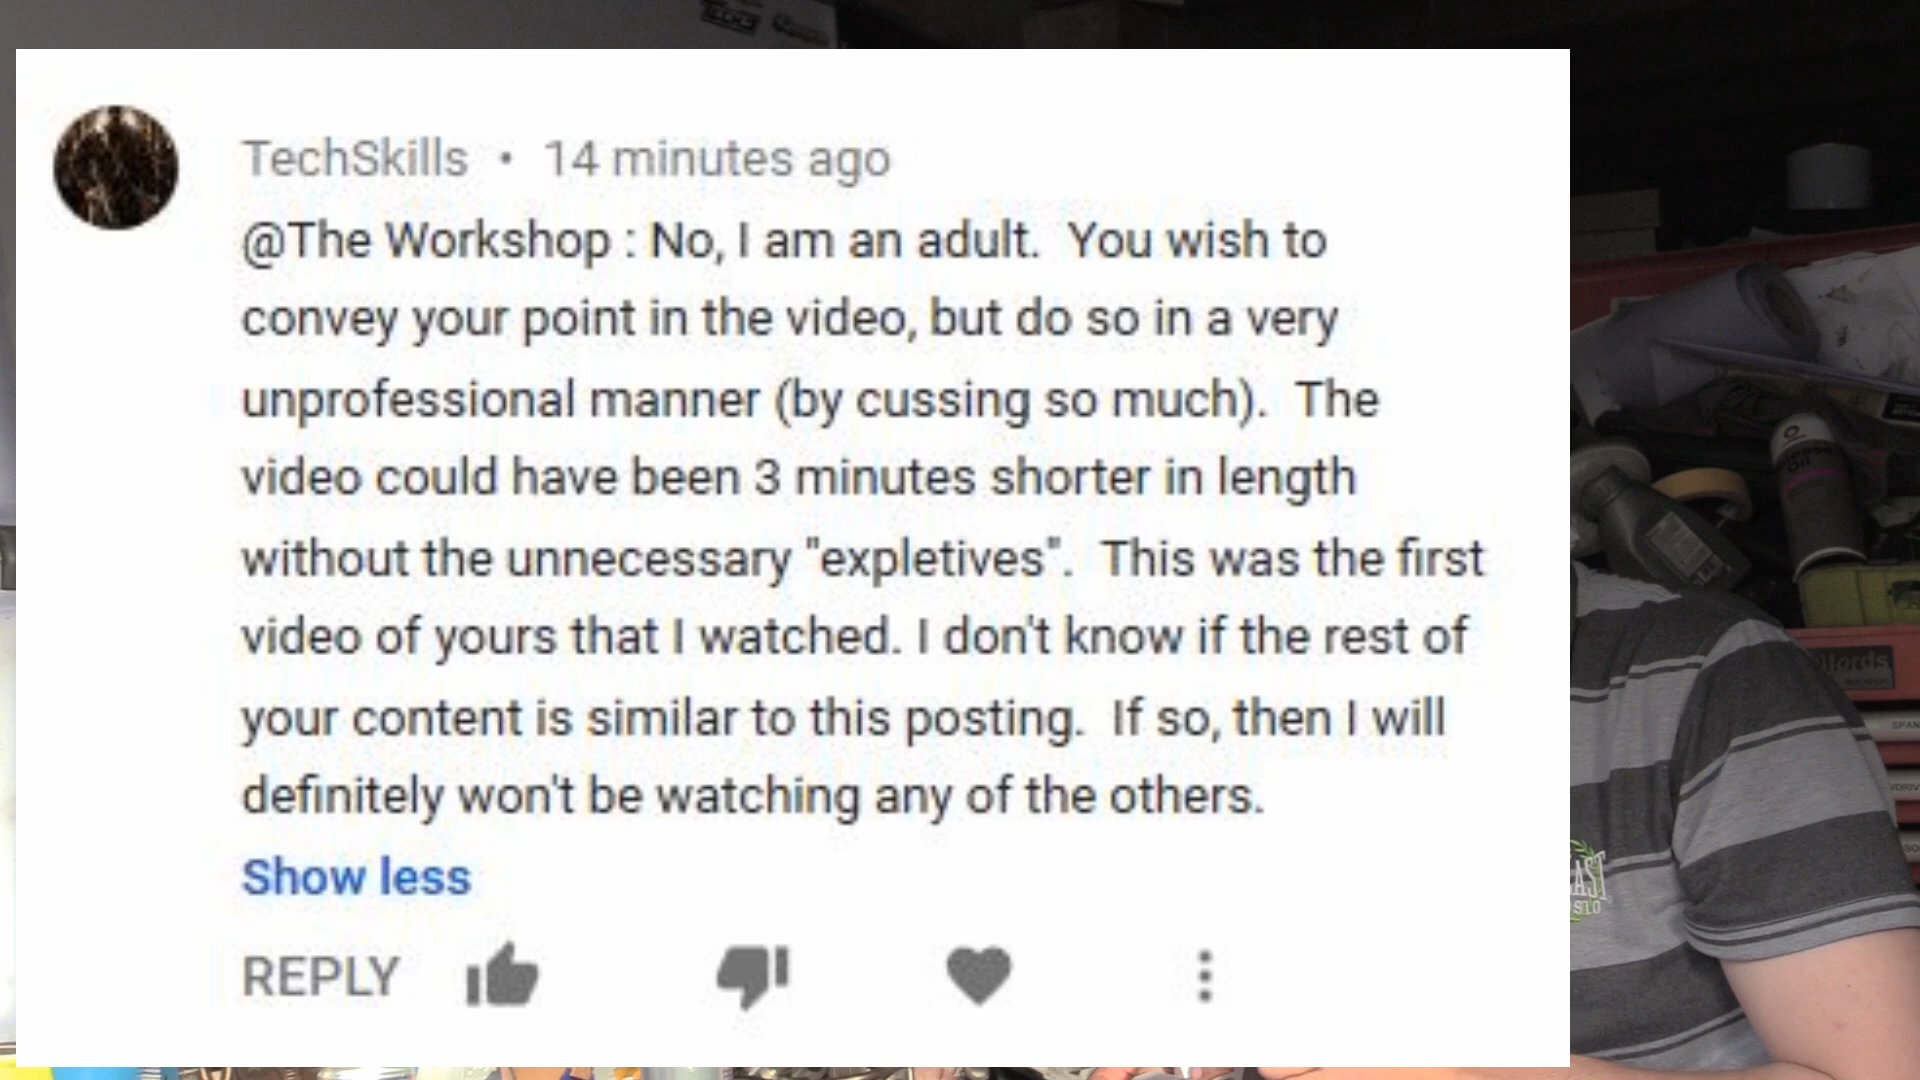 TechSkills • 14 minutes ago
@The Workshop : No, I am an adult.  You wish to
convey your point in the video, but do so in a very
unprofessional manner (by cussing so much).  The
video could have been 3 minutes shorter in length
without the unnecessary "expletives".  This was the first
video of yours that I watched. I don't know if the rest of
your content is similar to this posting.  If so, then I will
definitely won't be watching any of the others.
Show less
REPLY